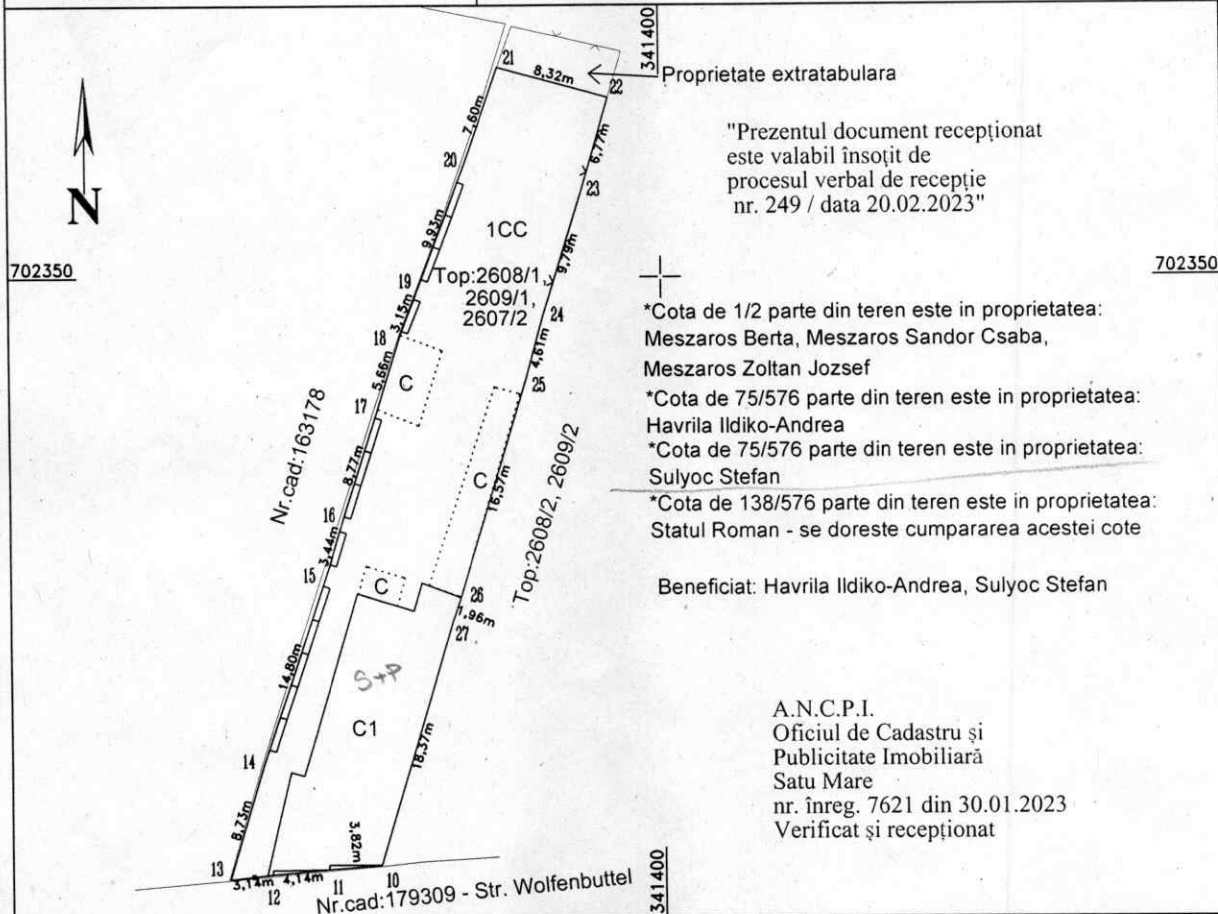 341400
21
8,32m
22
Proprietate extratabulara
7,60m
6,77m
"Prezentul document recepționat
este valabil însoțit de
procesul verbal de recepție
nr. 249 / data 20.02.2023"
20
23
N
9,93m
1CC
9,79m
702350
702350
19
Top:2608/1,
2609/1,
2607/2
3,15m
24
18
*Cota de 1/2 parte din teren este in proprietatea:
Meszaros Berta, Meszaros Sandor Csaba,
Meszaros Zoltan Jozsef
4,61m
5,66m
C
25
*Cota de 75/576 parte din teren este in proprietatea:
Havrila Ildiko-Andrea
17
*Cota de 75/576 parte din teren este in proprietatea:
Sulyoc Stefan
Nr.cad:163178
8,77m
C
16,57m
Top:2608/2, 2609/2
*Cota de 138/576 parte din teren este in proprietatea:
Statul Roman - se doreste cumpararea acestei cote
16
3,44m
15
C
26
1,96m
27
Beneficiat: Havrila Ildiko-Andrea, Sulyoc Stefan
14,80m
S+P
C1
18,37m
14
A.N.C.P.I.
Oficiul de Cadastru și
Publicitate Imobiliară
Satu Mare
nr. înreg. 7621 din 30.01.2023
Verificat și recepționat
8,73m
3,82m
13
3,14m
4,14m
12
11
10
Nr.cad:179309 - Str. Wolfenbuttel
341400